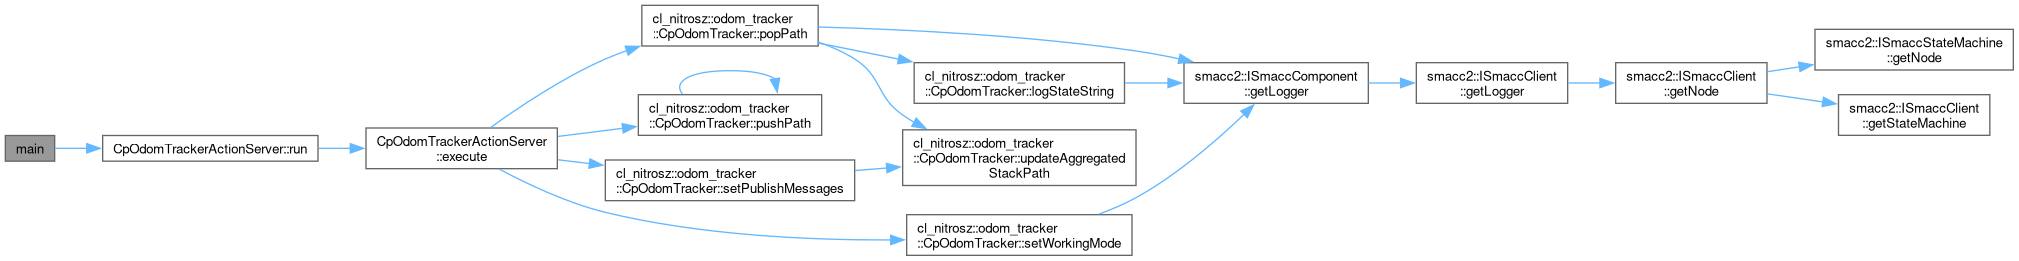 main
CpOdomTrackerActionServer::run
CpOdomTrackerActionServer
::execute
cl_nitrosz::odom_tracker
::CpOdomTracker::popPath
cl_nitrosz::odom_tracker
::CpOdomTracker::pushPath
cl_nitrosz::odom_tracker
::CpOdomTracker::setPublishMessages
cl_nitrosz::odom_tracker
::CpOdomTracker::logStateString
cl_nitrosz::odom_tracker
::CpOdomTracker::updateAggregated
StackPath
cl_nitrosz::odom_tracker
::CpOdomTracker::setWorkingMode
smacc2::ISmaccComponent
::getLogger
smacc2::ISmaccClient
::getLogger
smacc2::ISmaccClient
::getNode
smacc2::ISmaccStateMachine
::getNode
smacc2::ISmaccClient
::getStateMachine